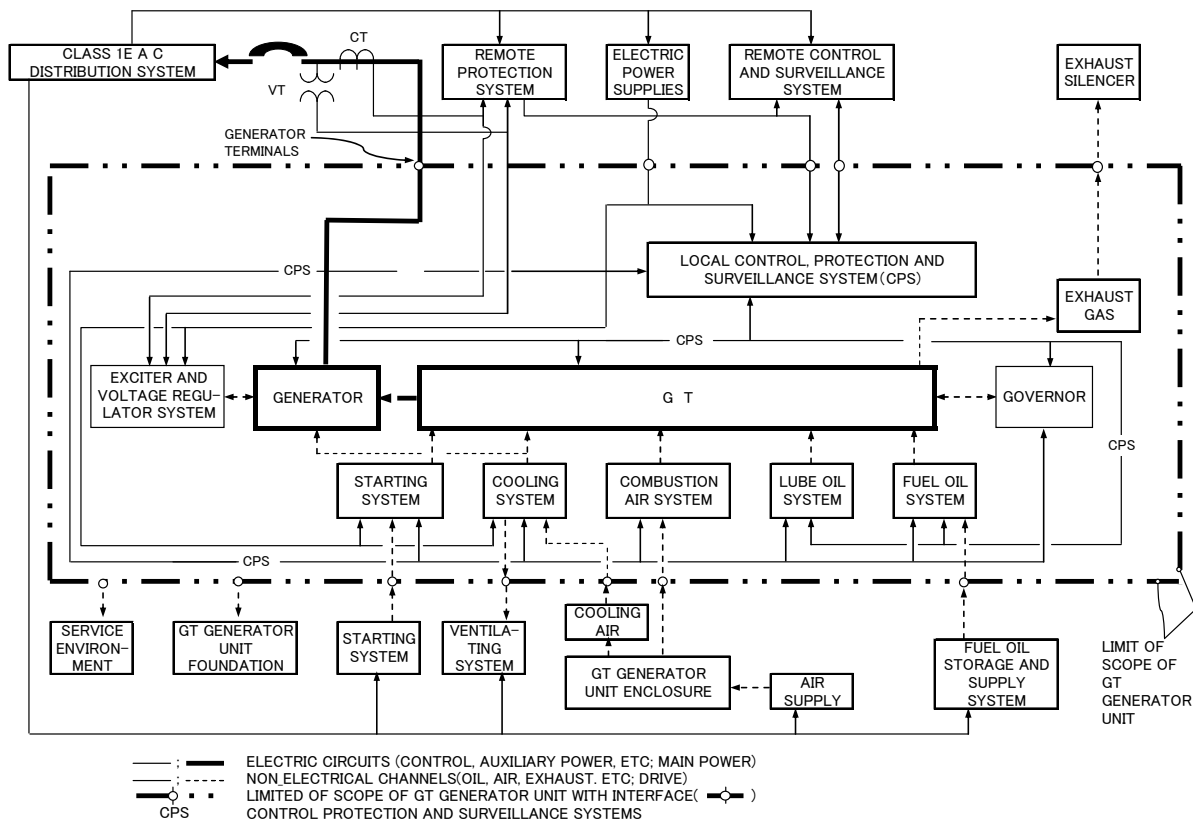 CLASS 1E A C
DISTRIBUTION SYSTEM
CT
VT
REMOTE
PROTECTION
SYSTEM
ELECTRIC
POWER
SUPPLIES
REMOTE CONTROL
AND SURVEILLANCE
SYSTEM
EXHAUST
SILENCER
GENERATOR
TERMINALS
CPS
LOCAL CONTROL, PROTECTION AND
SURVEILLANCE SYSTEM(CPS)
EXHAUST
GAS
CPS
EXCITER AND
VOLTAGE REGU-
LATOR SYSTEM
GENERATOR
G T
GOVERNOR
CPS
STARTING
SYSTEM
COOLING
SYSTEM
COMBUSTION
AIR SYSTEM
LUBE OIL
SYSTEM
FUEL OIL
SYSTEM
CPS
SERVICE
ENVIRON-
MENT
GT GENERATOR
UNIT
FOUNDATION
STARTING
SYSTEM
VENTILA-
TING
SYSTEM
COOLING
AIR
GT GENERATOR
UNIT ENCLOSURE
AIR
SUPPLY
FUEL OIL
STORAGE AND
SUPPLY
SYSTEM
LIMIT OF
SCOPE OF
GT
GENERATOR
UNIT
ELECTRIC CIRCUITS (CONTROL, AUXILIARY POWER, ETC; MAIN POWER)
NON_ELECTRICAL CHANNELS(OIL, AIR, EXHAUST. ETC; DRIVE)
LIMITED OF SCOPE OF GT GENERATOR UNIT WITH INTERFACE( )
CPS CONTROL PROTECTION AND SURVEILLANCE SYSTEMS